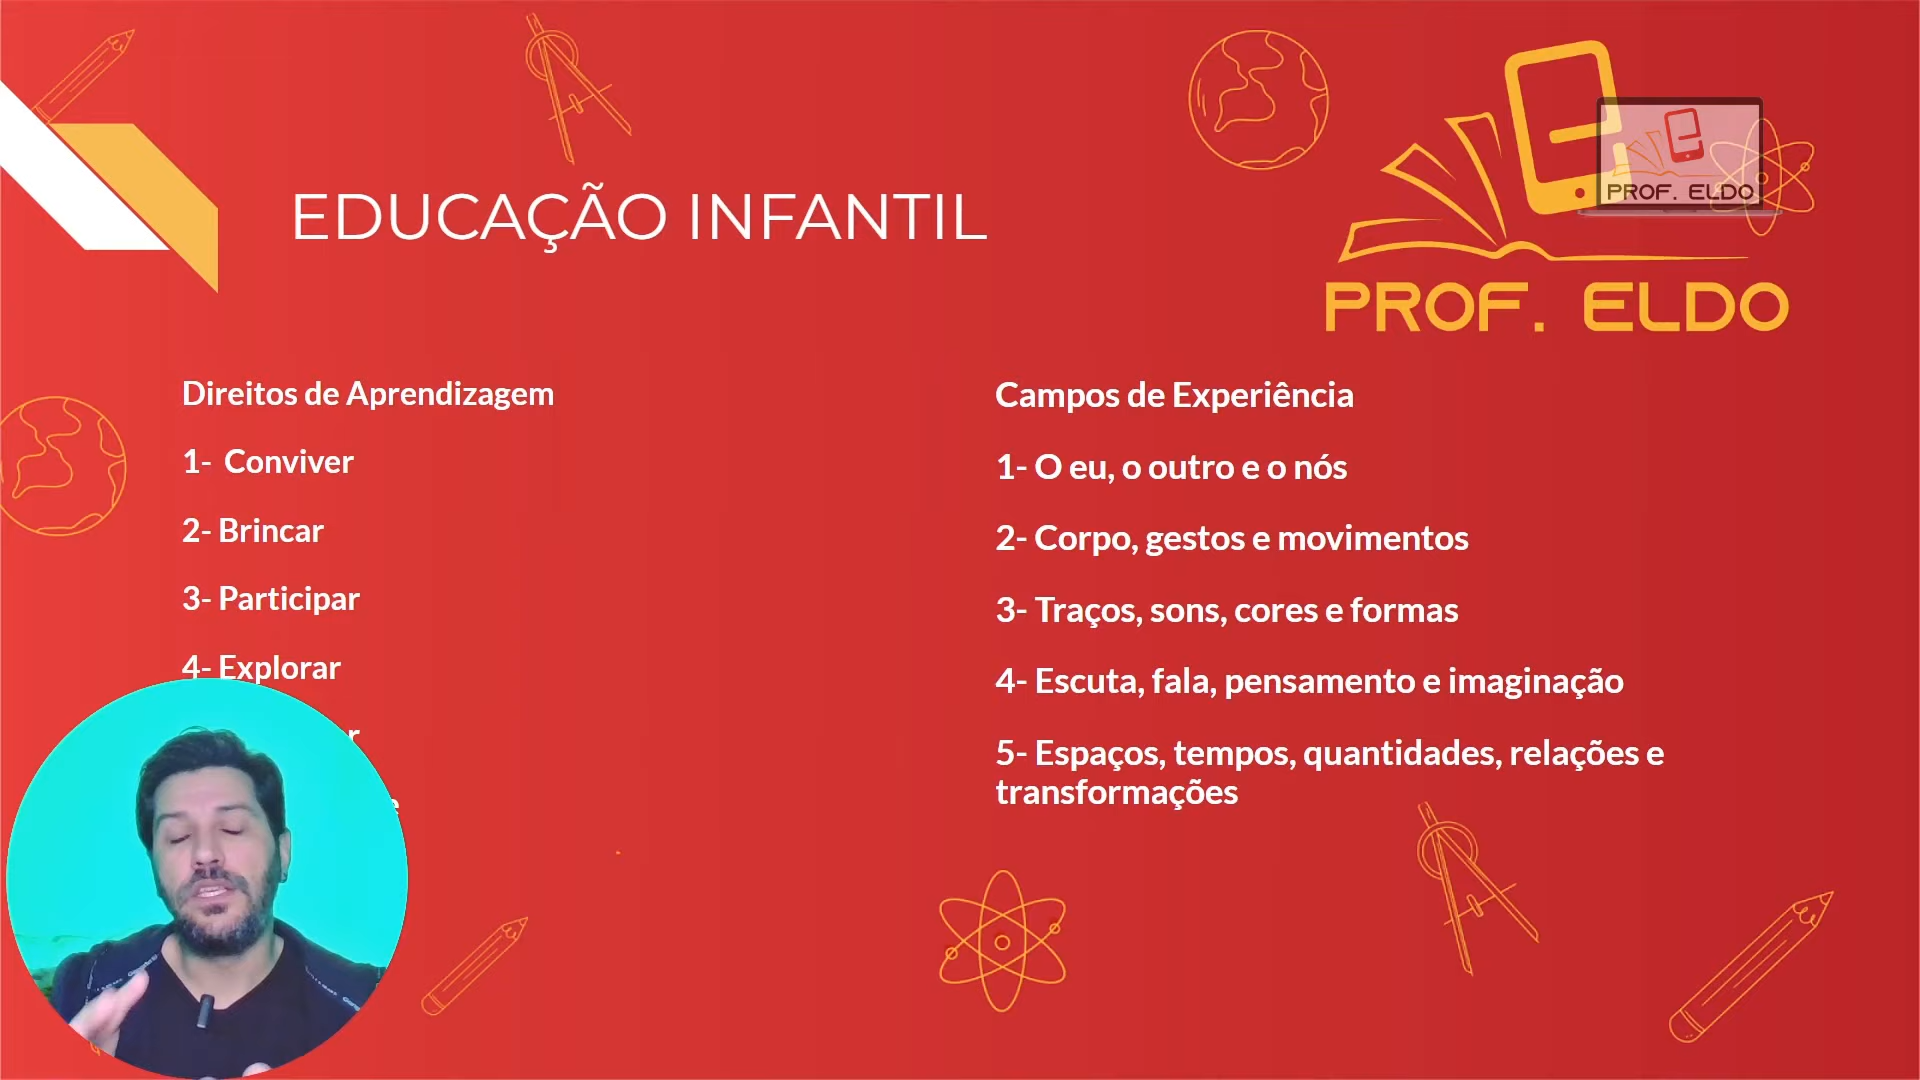 EDUCAÇÃO INFANTIL
PROF. ELDO
PROF. ELDO
Direitos de Aprendizagem
1- Conviver
2- Brincar
3- Participar
4- Explorar
Campos de Experiência
1- O eu, o outro e o nós
2- Corpo, gestos e movimentos
3- Traços, sons, cores e formas
4- Escuta, fala, pensamento e imaginação
5- Espaços, tempos, quantidades, relações e
transformações